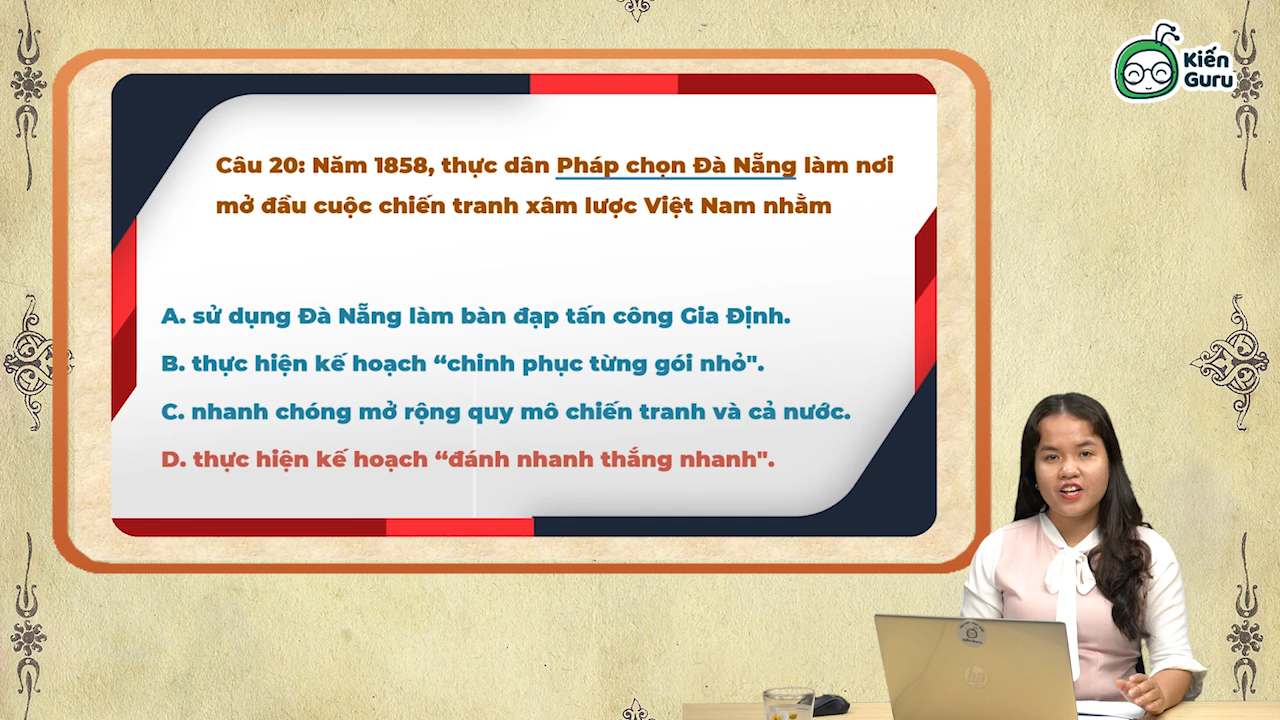 Kiến
Guru
Câu 20: Năm 1858, thực dân Pháp chọn Đà Nẵng làm nơi
mở đầu cuộc chiến tranh xâm lược Việt Nam nhằm
A. sử dụng Đà Nẵng làm bàn đạp tấn công Gia Định.
B. thực hiện kế hoạch “chinh phục từng gói nhỏ".
C. nhanh chóng mở rộng quy mô chiến tranh và cả nước.
D. thực hiện kế hoạch “đánh nhanh thắng nhanh".
hp